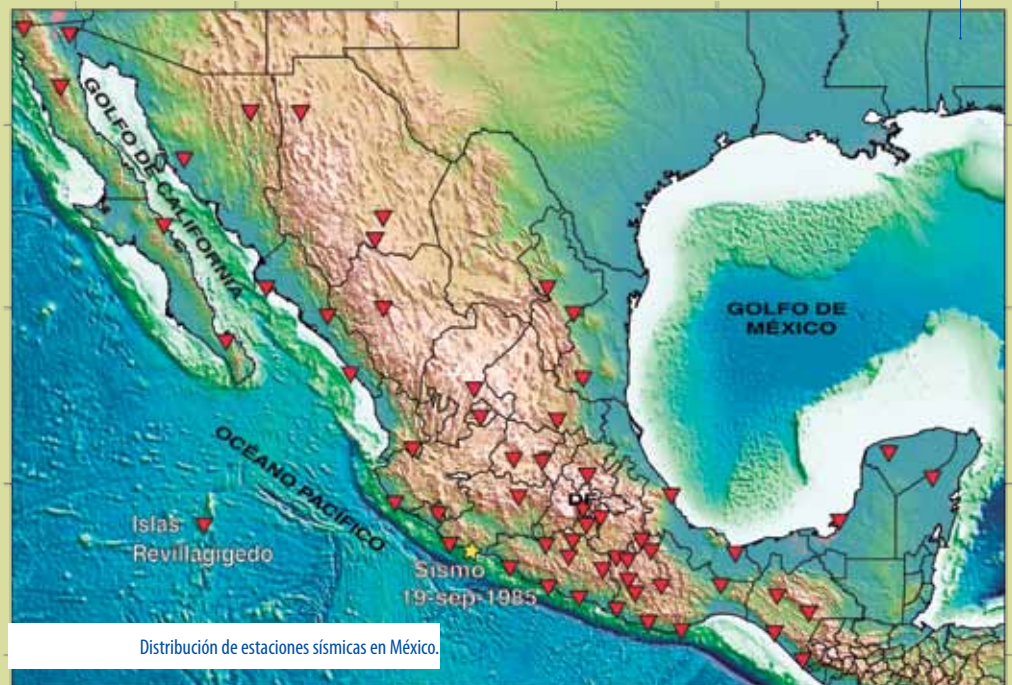 GOLFO DE CALIFORNIA
GOLFO DE
MÉXICO
OCÉANO PACÍFICO
DF
Islas
Revillagigedo
Sismo
19-sep-1985
Distribución de estaciones sísmicas en México.